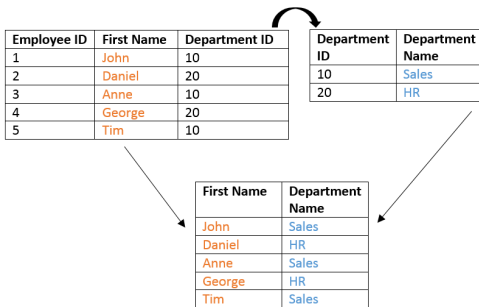 Employee ID First Name Department ID
1 John 10
2 Daniel 20
3 Anne 10
4 George 20
5 Tim 10
Department Department
ID Name
10 Sales
20 HR
First Name Department
Name
John Sales
Daniel HR
Anne Sales
George HR
Tim Sales